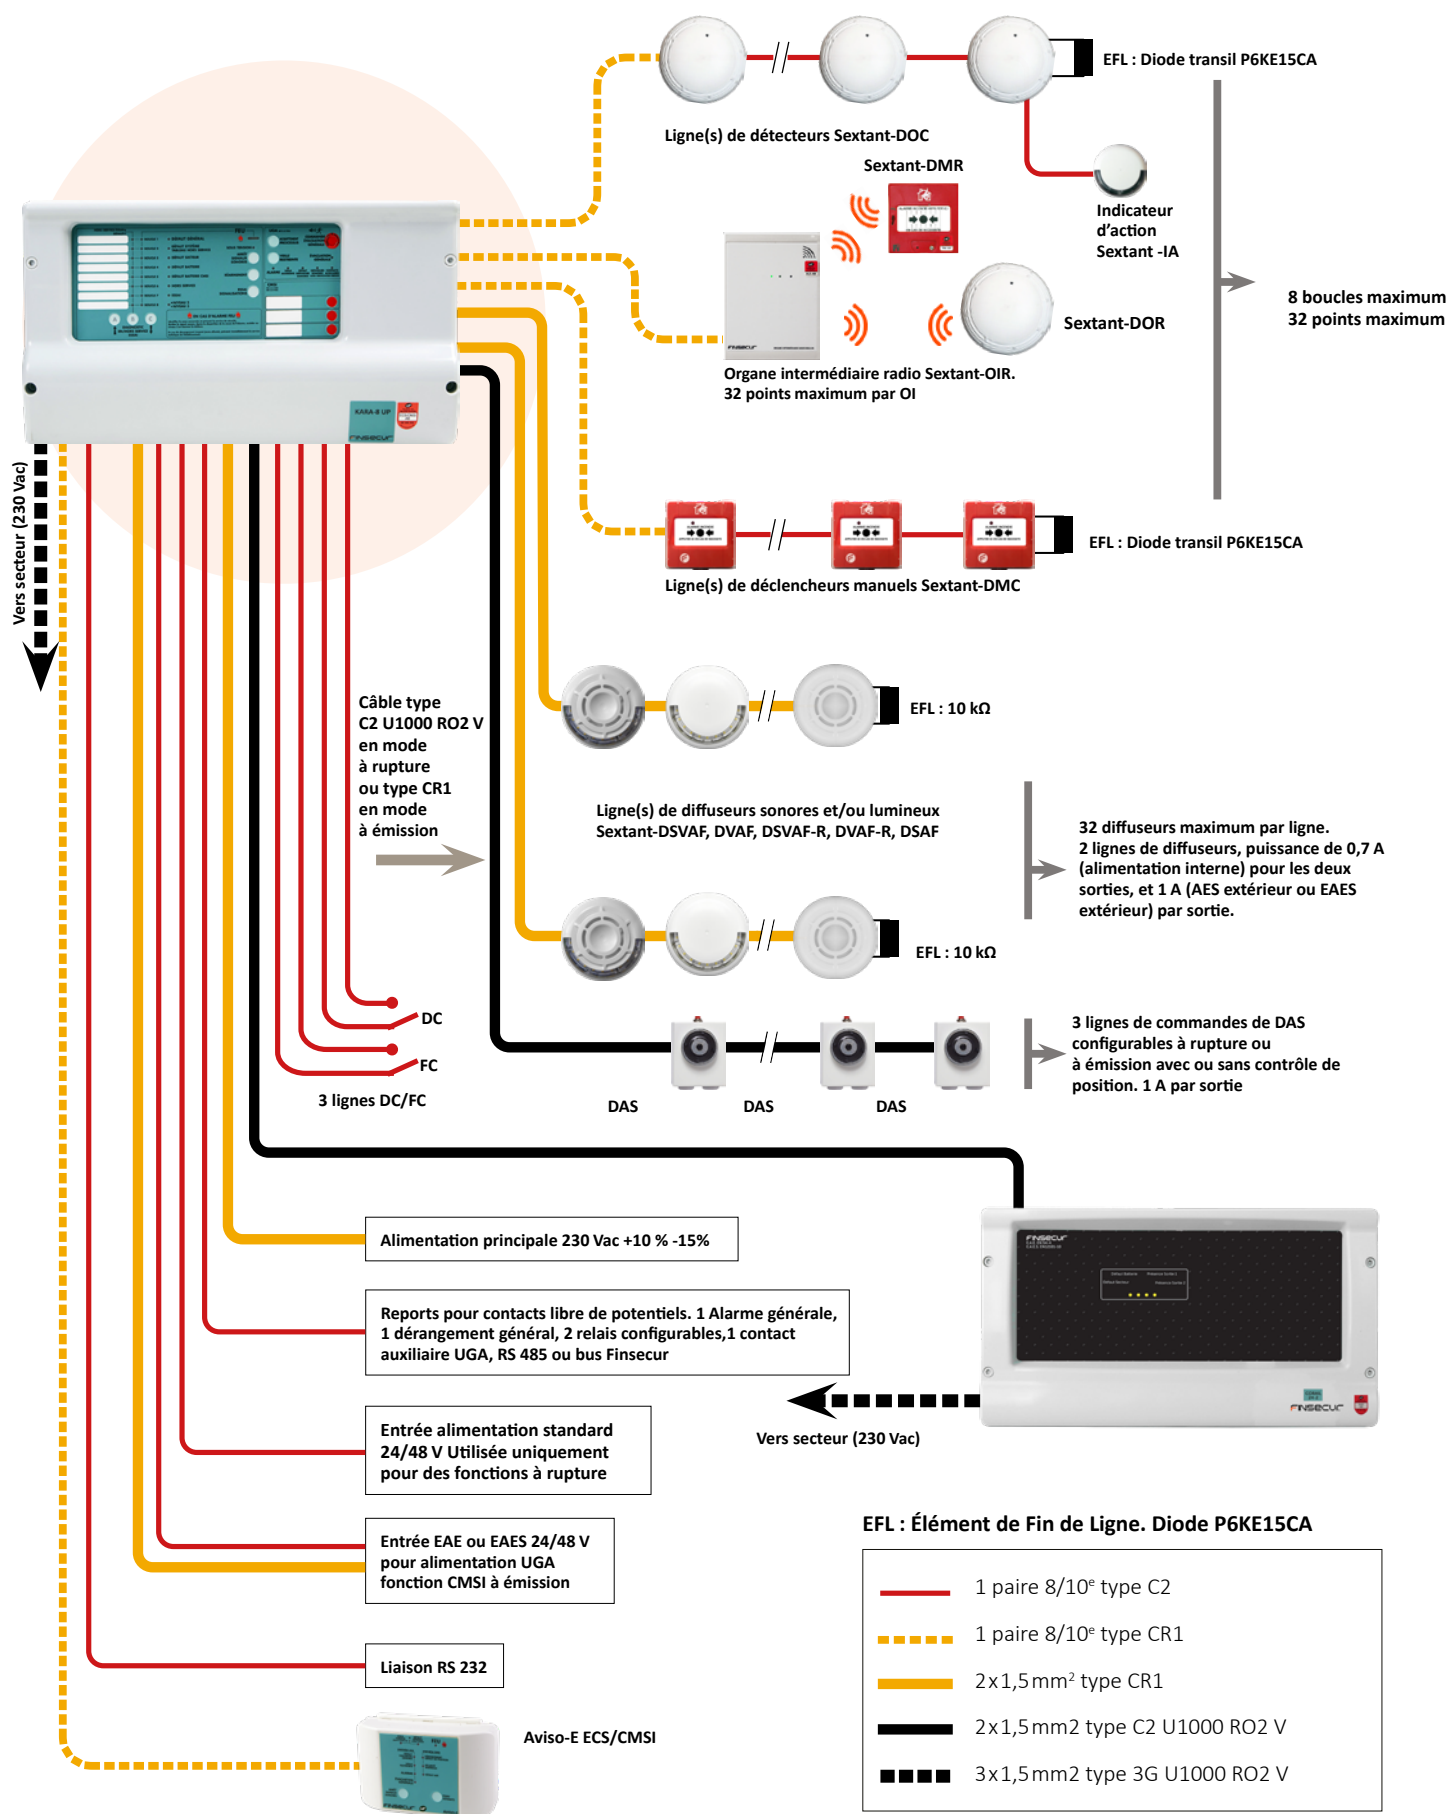 EFL : Diode transil P6KE15CA
Ligne(s) de détecteurs Sextant-DOC
Sextant-DMR
Indicateur
d'action
Sextant -IA
8 boucles maximum
32 points maximum
Sextant-DOR
Organe intermédiaire radio Sextant-OIR.
32 points maximum par OI
KARA-8 UP
FINSECUR
Vers secteur (230 Vac)
EFL : Diode transil P6KE15CA
Ligne(s) de déclencheurs manuels Sextant-DMC
Câble type
C2 U1000 RO2 V
en mode
à rupture
ou type CR1
en mode
à émission
EFL : 10 kΩ
Ligne(s) de diffuseurs sonores et/ou lumineux
Sextant-DSVAF, DVAF, DSVAF-R, DVAF-R, DSAF
32 diffuseurs maximum par ligne.
2 lignes de diffuseurs, puissance de 0,7 A
(alimentation interne) pour les deux
sorties, et 1 A (AES extérieur ou EAES
extérieur) par sortie.
EFL : 10 kΩ
DC
FC
3 lignes DC/FC
DAS
DAS
DAS
3 lignes de commandes de DAS
configurables à rupture ou
à émission avec ou sans contrôle de
position. 1 A par sortie
Alimentation principale 230 Vac +10 % -15%
Reports pour contacts libre de potentiels. 1 Alarme générale,
1 dérangement général, 2 relais configurables,1 contact
auxiliaire UGA, RS 485 ou bus Finsecur
FINSECUR
FINSECUR
Vers secteur (230 Vac)
Entrée alimentation standard
24/48 V Utilisée uniquement
pour des fonctions à rupture
Entrée EAE ou EAES 24/48 V
pour alimentation UGA
fonction CMSI à émission
Liaison RS 232
Aviso-E ECS/CMSI
FINSECUR
EFL : Élément de Fin de Ligne. Diode P6KE15CA
1 paire 8/10e type C2
1 paire 8/10e type CR1
2x1,5mm² type CR1
2x1,5mm2 type C2 U1000 RO2 V
3x1,5mm2 type 3G U1000 RO2 V